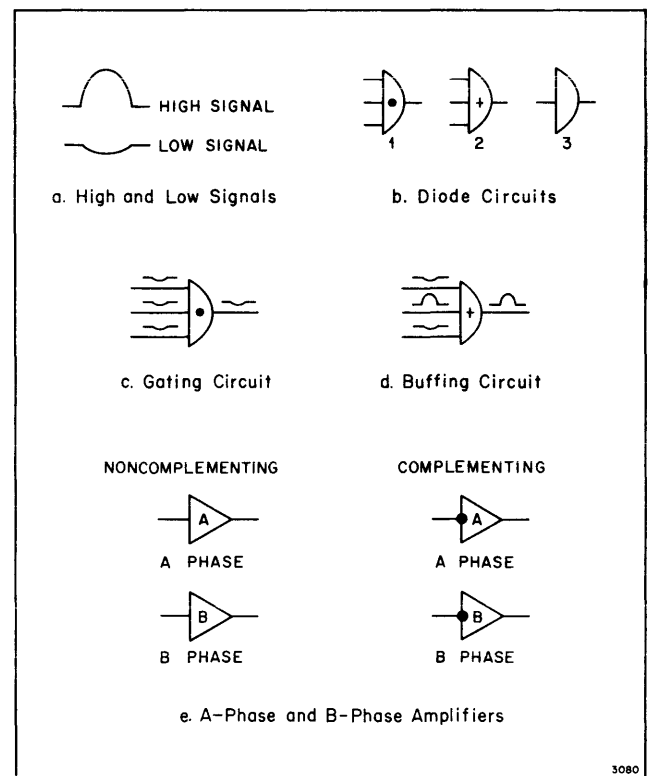 HIGH SIGNAL
LOW SIGNAL
a. High and Low Signals
• + 
1 2 3
b. Diode Circuits
•
c. Gating Circuit
+
d. Buffing Circuit
NONCOMPLEMENTING
A
A PHASE
B
B PHASE
COMPLEMENTING
A
A PHASE
B
B PHASE
e. A-Phase and B-Phase Amplifiers
3080